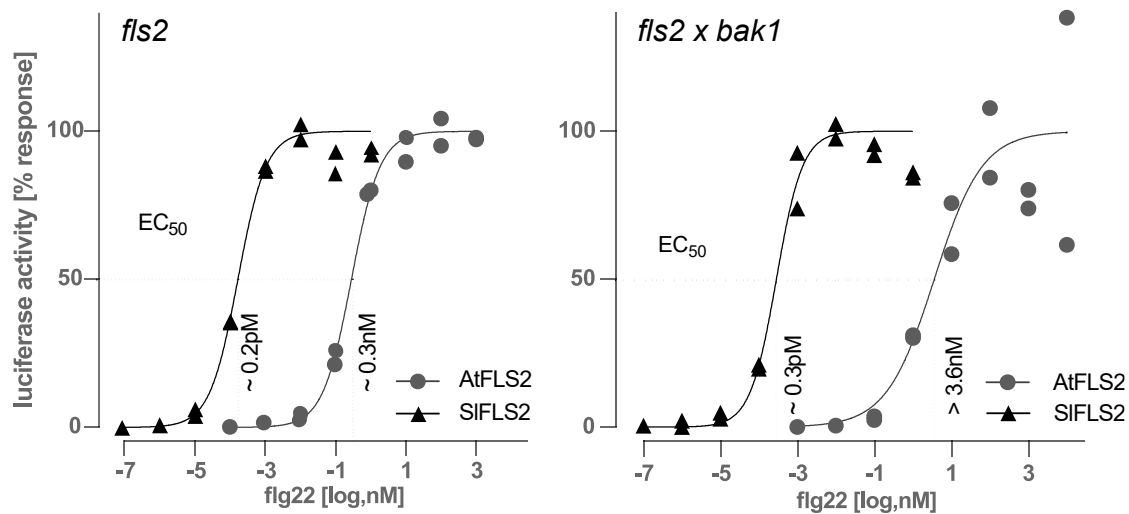 fls2
luciferase activity [% response]
100
50
0
EC50
~ 0.2pM
~ 0.3nM
AtFLS2
SlFLS2
-7 -5 -3 -1 1 3
flg22 [log,nM]
fls2 x bak1
100
50
0
EC50
~ 0.3pM
> 3.6nM
AtFLS2
SlFLS2
-7 -5 -3 -1 1 3
flg22 [log,nM]